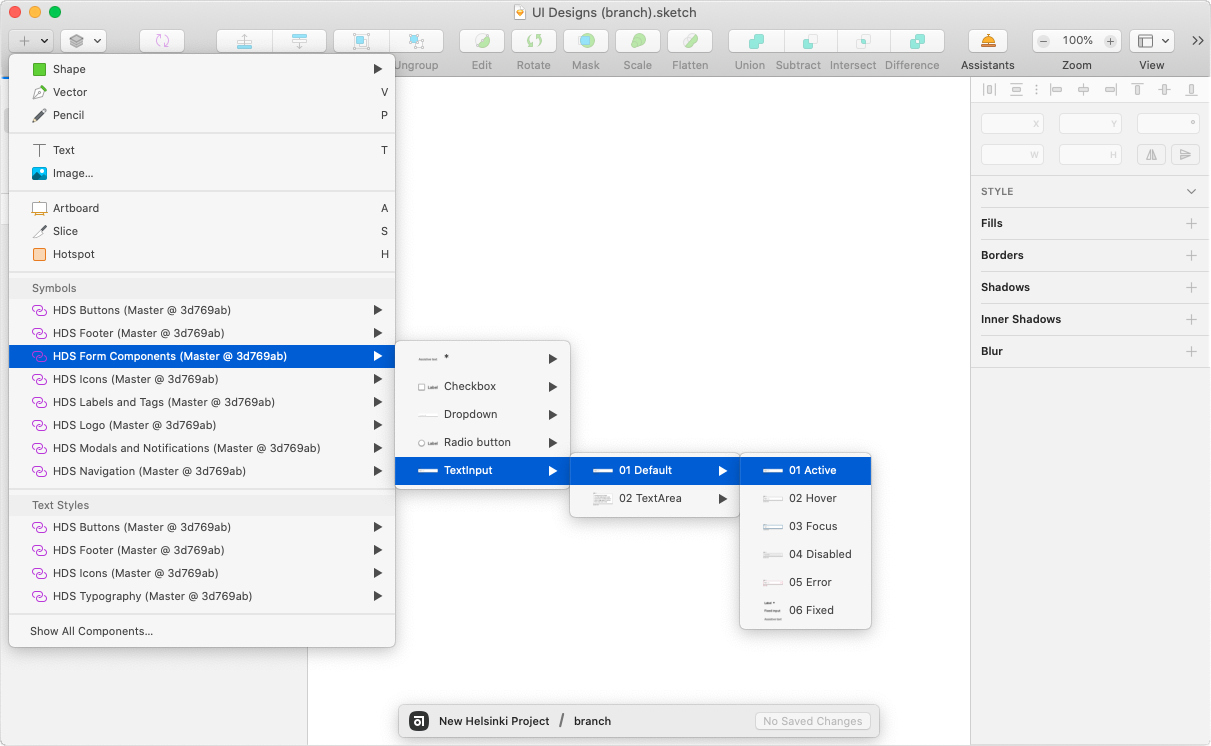 UI Designs (branch).sketch
Ungroup
Edit
Rotate
Mask
Scale
Flatten
Union
Subtract
Intersect
Difference
Assistants
100%
Zoom
View
Shape
Vector V
Pencil P
Text T
Image...
Artboard A
Slice S
Hotspot H
Symbols
HDS Buttons (Master @ 3d769ab)
HDS Footer (Master @ 3d769ab)
HDS Form Components (Master @ 3d769ab)
HDS Icons (Master @ 3d769ab)
HDS Labels and Tags (Master @ 3d769ab)
HDS Logo (Master @ 3d769ab)
HDS Modals and Notifications (Master @ 3d769ab)
HDS Navigation (Master @ 3d769ab)
Text Styles
HDS Buttons (Master @ 3d769ab)
HDS Footer (Master @ 3d769ab)
HDS Icons (Master @ 3d769ab)
HDS Typography (Master @ 3d769ab)
Show All Components...
*
Label Checkbox
Dropdown
Label Radio button
TextInput
01 Default
02 TextArea
01 Active
02 Hover
03 Focus
04 Disabled
05 Error
06 Fixed
X Y °
W H
STYLE
Fills
Borders
Shadows
Inner Shadows
Blur
New Helsinki Project / branch
No Saved Changes